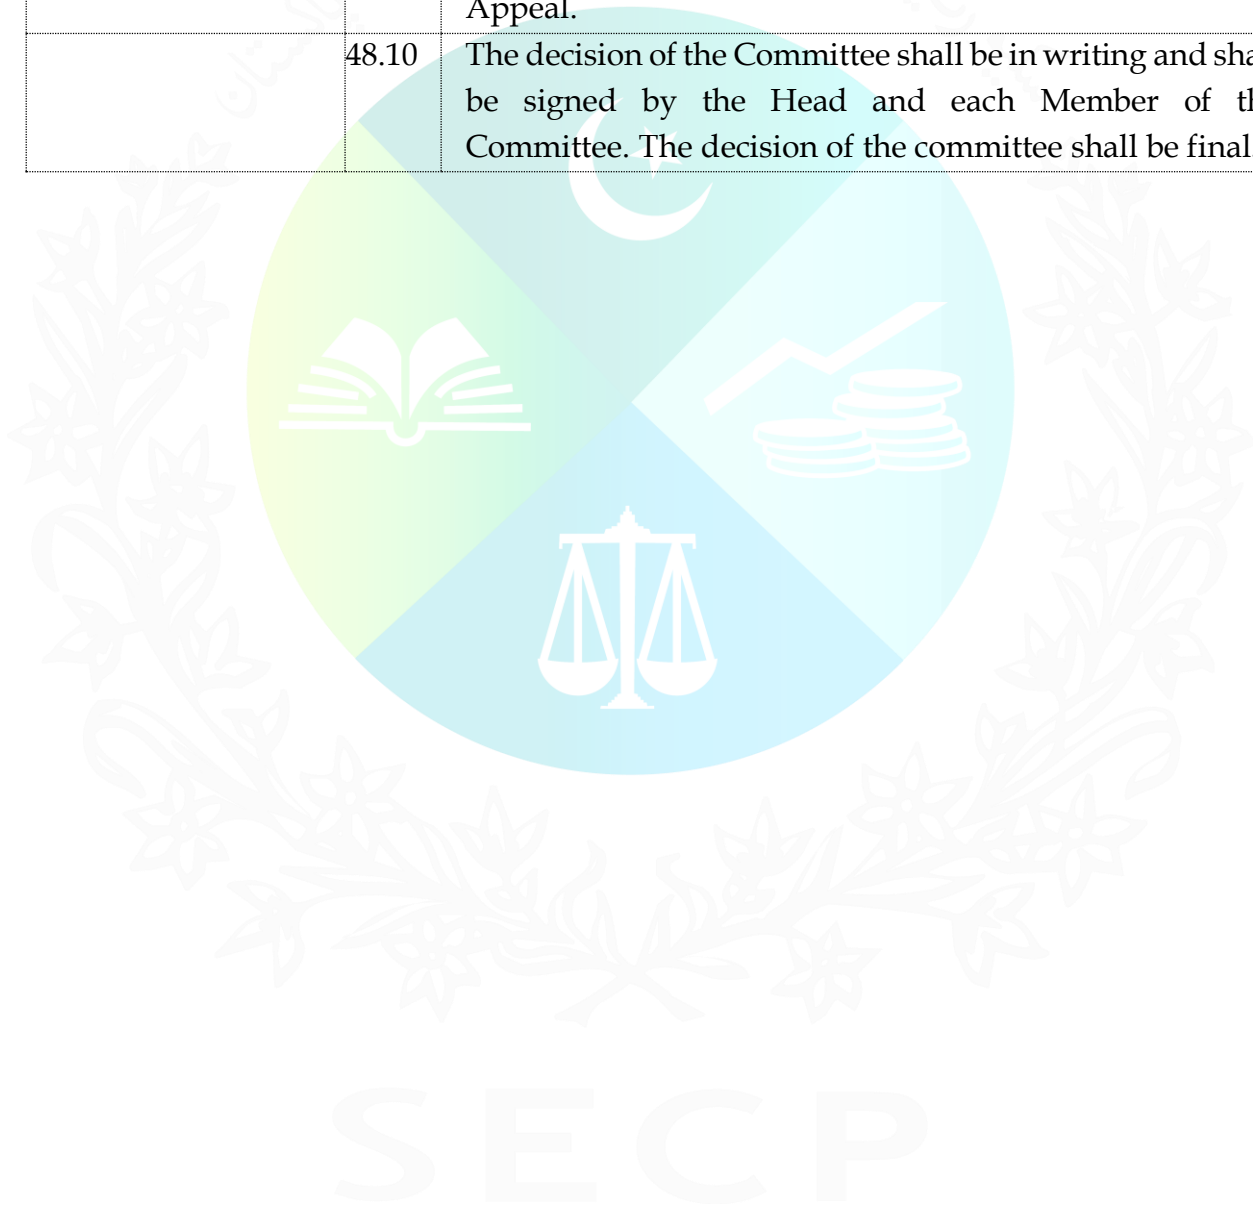 Appeal.
48.10 The decision of the Committee shall be in writing and sha
be signed by the Head and each Member of th
Committee. The decision of the committee shall be final.
SECP